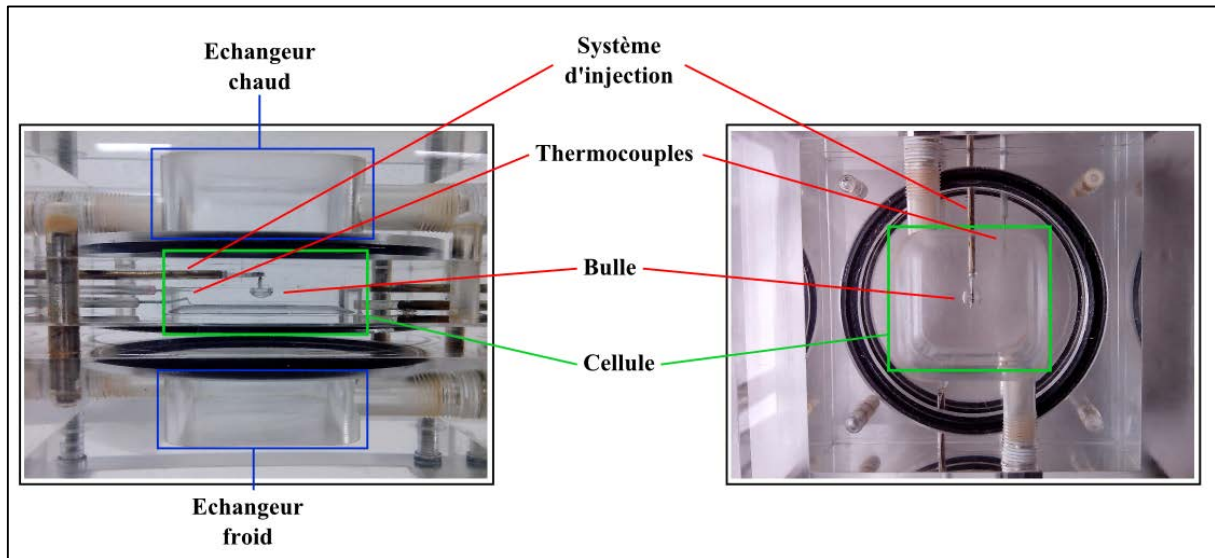 Echangeur
chaud
Système
d'injection
Thermocouples
Bulle
Cellule
Echangeur
froid